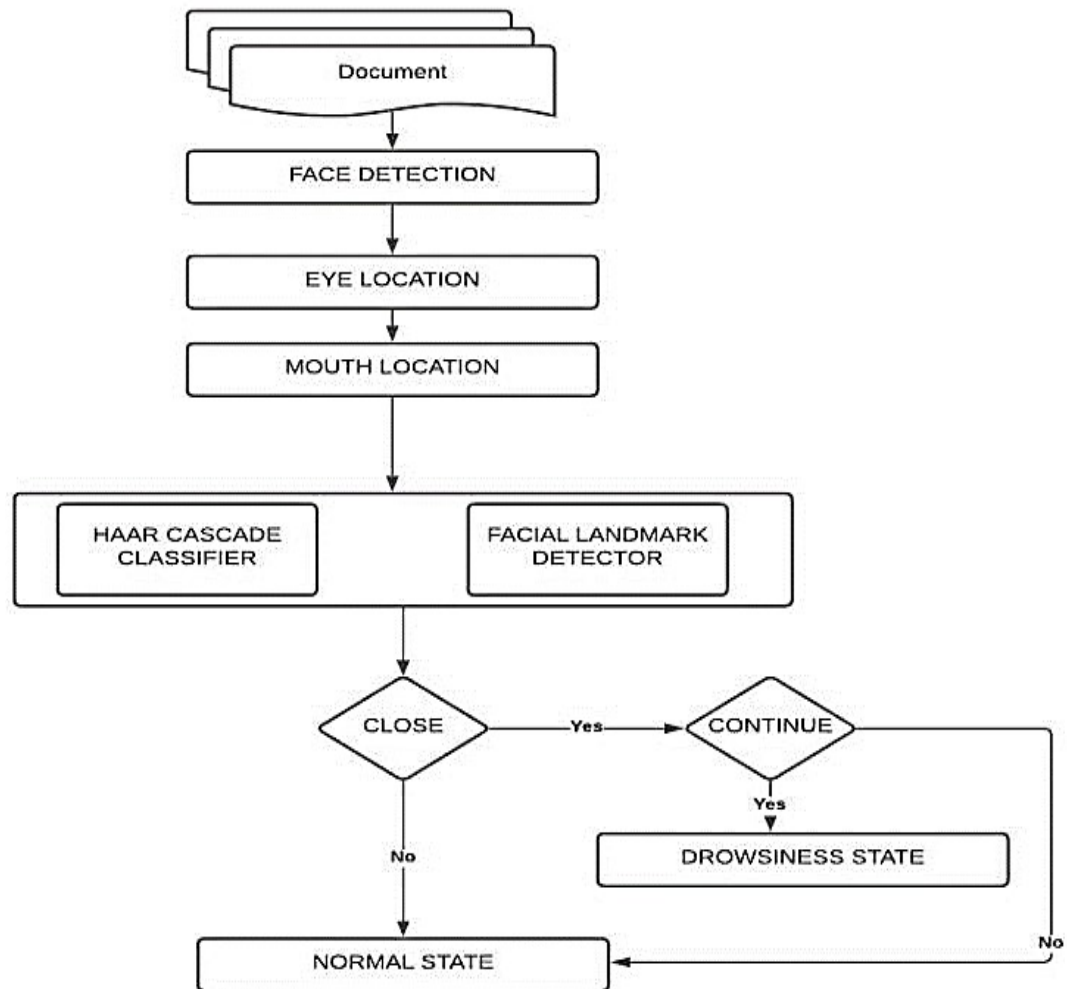 Document
FACE DETECTION
EYE LOCATION
MOUTH LOCATION
HAAR CASCADE
CLASSIFIER
FACIAL LANDMARK
DETECTOR
CLOSE
Yes
CONTINUE
Yes
DROWSINESS STATE
No
No
NORMAL STATE